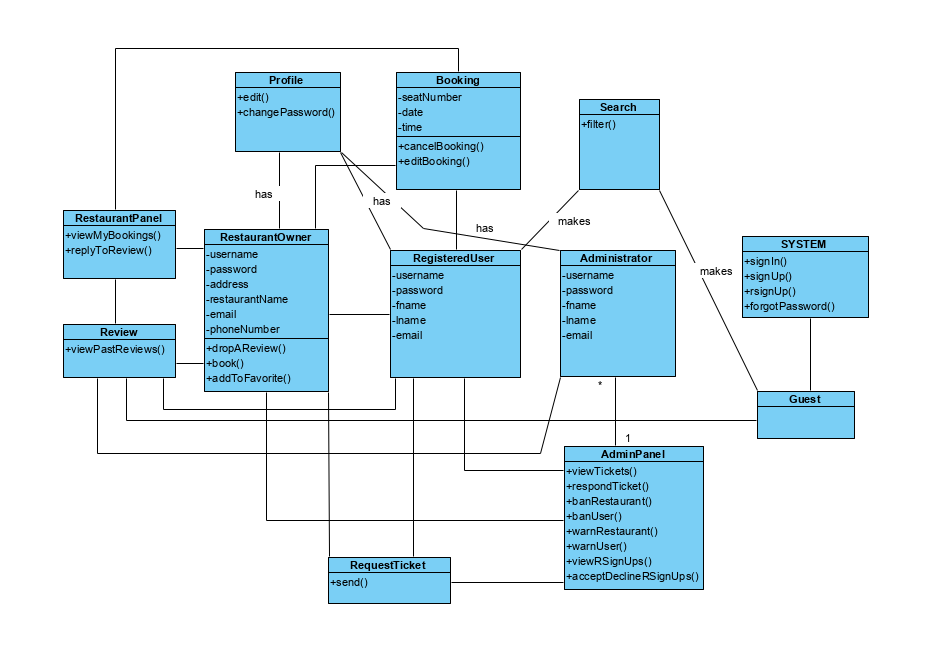 Profile
+edit()
+changePassword()
Booking
-seatNumber
-date
-time
+cancelBooking()
+editBooking()
Search
+filter()
has
has
has
makes
makes
RestaurantPanel
+viewMyBookings()
+replyToReview()
RestaurantOwner
-username
-password
-address
-restaurantName
-email
-phoneNumber
+dropAReview()
+book()
+addToFavorite()
RegisteredUser
-username
-password
-fname
-lname
-email
Administrator
-username
-password
-fname
-lname
-email
SYSTEM
+signIn()
+signUp()
+rsignUp()
+forgotPassword()
Review
+viewPastReviews()
Guest
*
1
AdminPanel
+viewTickets()
+respondTicket()
+banRestaurant()
+banUser()
+warnRestaurant()
+warnUser()
+viewRSignUps()
+acceptDeclineRSignUps()
RequestTicket
+send()